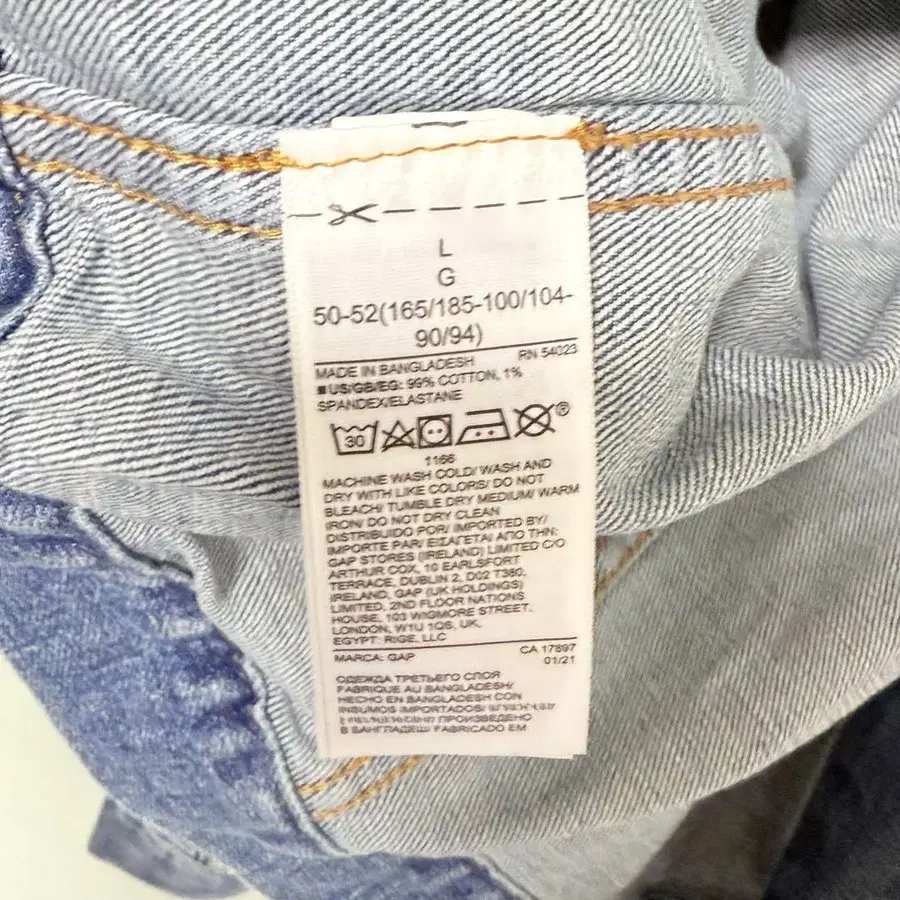 L
G
50-52(165/185-100/104-
90/94)
MADE IN BANGLADESH RN 54023
■US/GB/EG: 99% COTTON, 1%
SPANDEX/ELASTANE
30 ®
1166
MACHINE WASH COLD/ WASH AND
DRY WITH LIKE COLORS/ DO NOT
BLEACH/ TUMBLE DRY MEDIUM/ WARM
IRON/ DO NOT DRY CLEAN
DISTRIBUIDO POR/ IMPORTED BY/
IMPORTE PAR/ ΕΙΣΑΓΕΤΑΙ ΑΠΟ ΤΗΝ:
GAP STORES (IRELAND) LIMITED C/O
ARTHUR COX, 10 EARLSFORT
TERRACE, DUBLIN 2, D02 T380,
IRELAND, GAP (UK HOLDINGS)
LIMITED, 2ND FLOOR NATIONS
HOUSE, 103 WIGMORE STREET,
LONDON, W1U 1QS, UK,
EGYPT: RIGE, LLC
MARCA: GAP CA 17897
01/21
ОДЕЖДА ТРЕТЬЕГО СЛОЯ
FABRIQUE AU BANGLADESH/
HECHO EN BANGLADESH CON
INSUMOS IMPORTADOS/
ПРОИЗВЕДЕНО
В БАНГЛАДЕШ/ FABRICADO EM